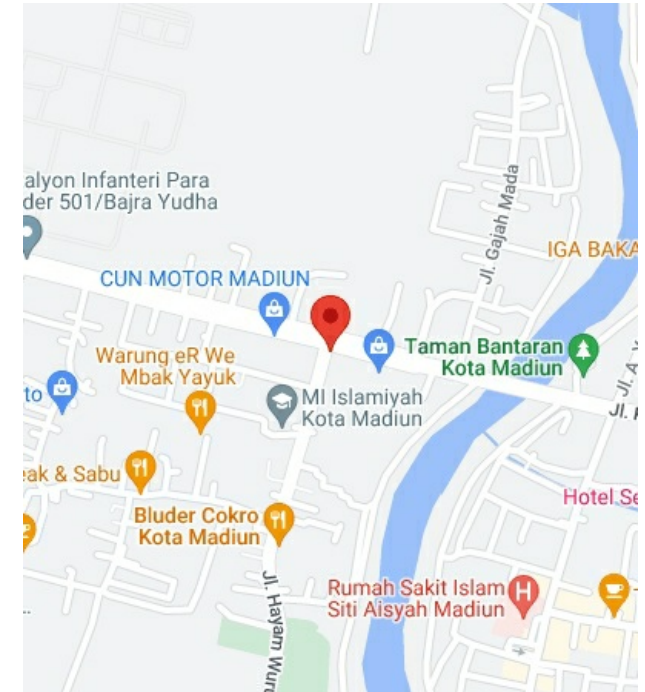 alyon Infanteri Para
der 501/Bajra Yudha
Jl. Gajah Mada
IGA BAKA
CUN MOTOR MADIUN
Warung eR We
Mbak Yayuk
Taman Bantaran
Kota Madiun
Jl. A. Y
to
MI Islamiyah
Kota Madiun
Jl.
eak & Sabu
Hotel Se
Bluder Cokro
Kota Madiun
Jl. Hayam Wuru
Rumah Sakit Islam
Siti Aisyah Madiun
H